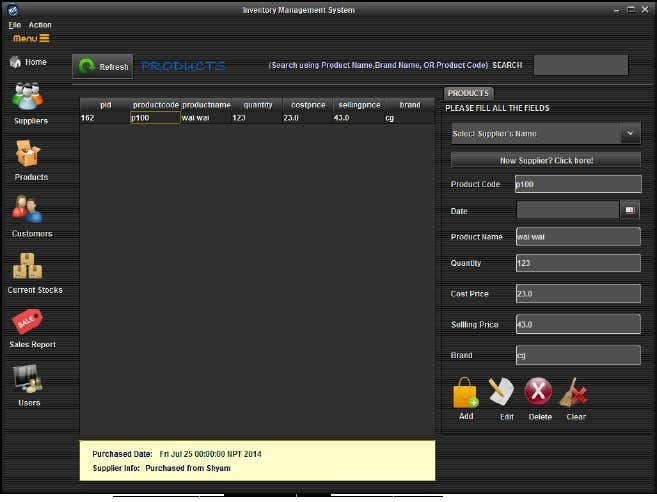 Inventory Management System
File Action
Menu
Home
Refresh
PRODUCTS
(Search using Product Name,Brand Name, OR Product Code) SEARCH
Suppliers
Products
Customers
Current Stocks
SALE
Sales Report
Users
pid productcode productname quantity costprice sellingprice brand
162 p100 wai wai 123 23.0 43.0 cg
PRODUCTS
PLEASE FILL ALL THE FIELDS
Select Supplier's Name
New Supplier? Click here!
Product Code p100
Date
Product Name wai wai
Quantity 123
Cost Price 23.0
Selling Price 43.0
Brand cg
Add Edit Delete Clear
Purchased Date: Fri Jul 25 00:00:00 NPT 2014
Supplier Info: Purchased from Shyam